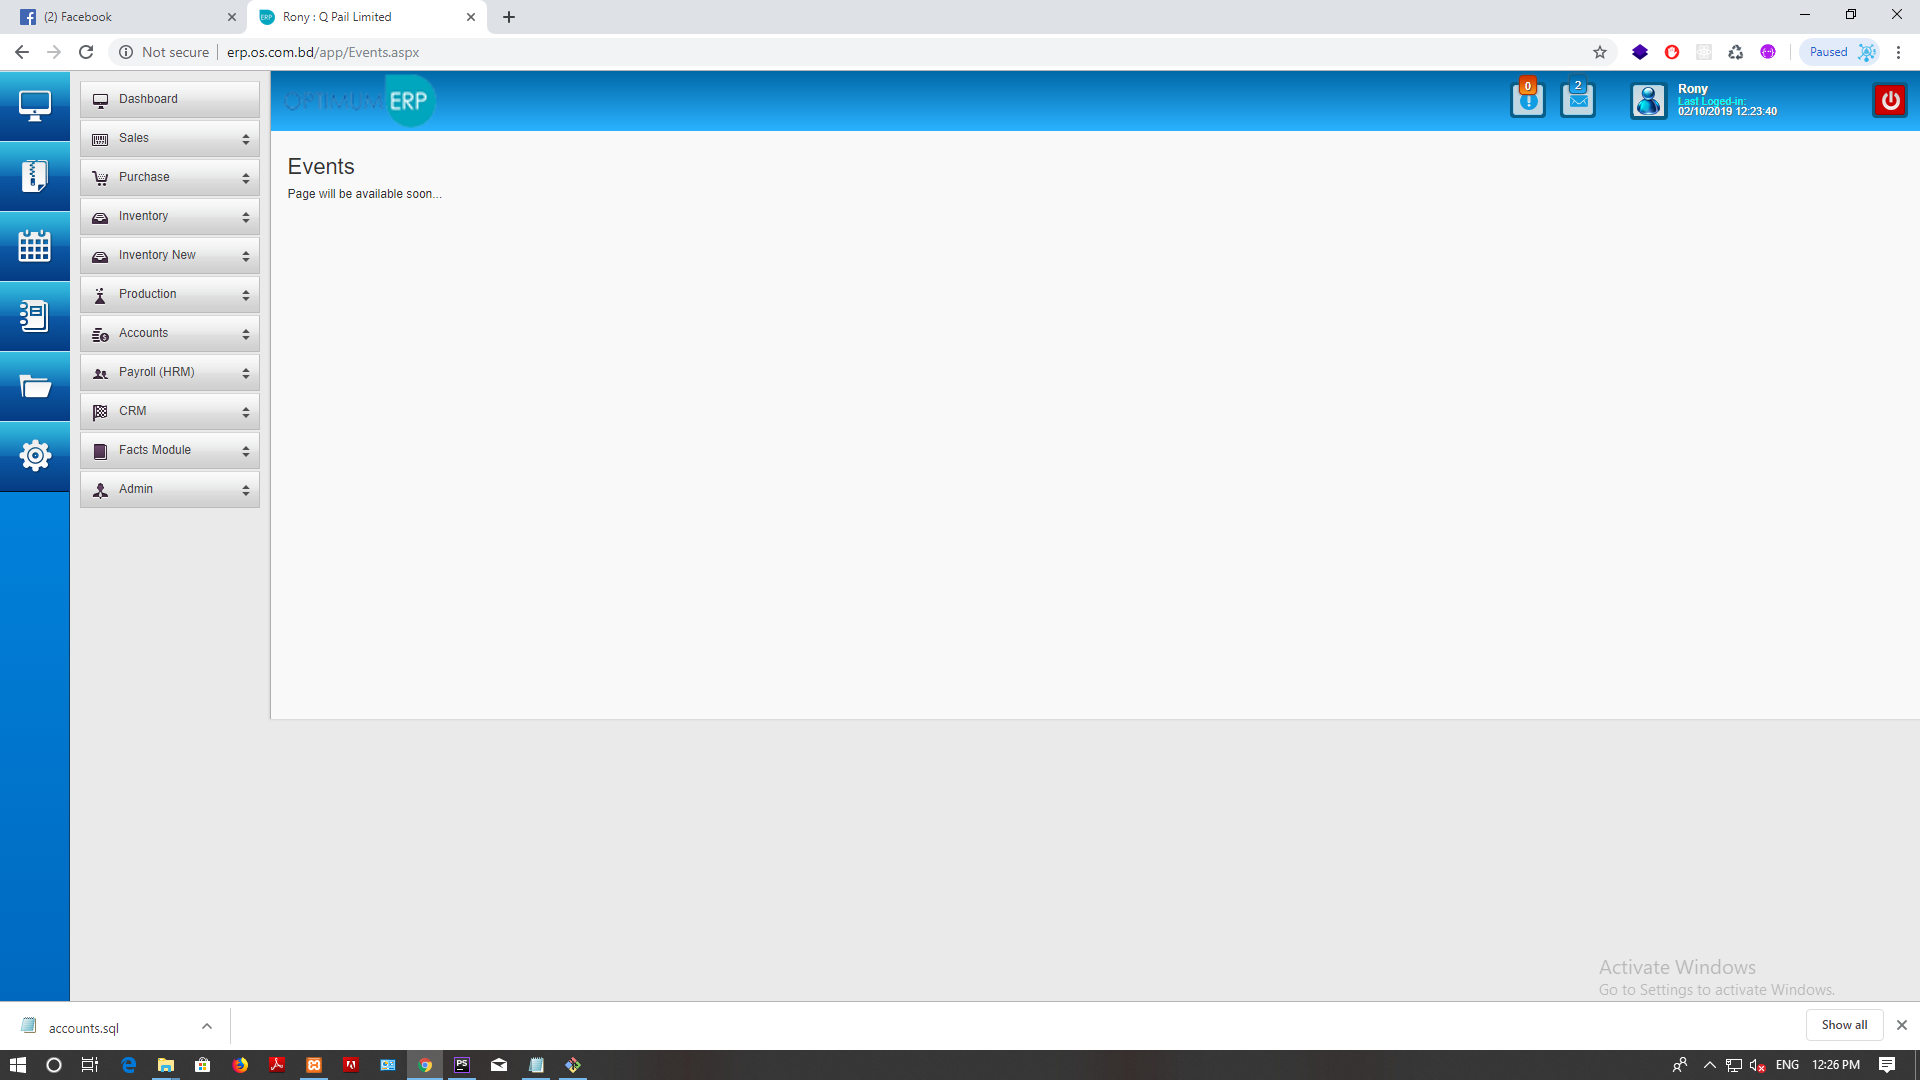 (2) Facebook
Rony : Q Pail Limited
Not secure
erp.os.com.bd/app/Events.aspx
Paused
Dashboard
Sales
Purchase
Inventory
Inventory New
Production
Accounts
Payroll (HRM)
CRM
Facts Module
Admin
OPTIMUM ERP
0
2
Rony
Last Loged-in:
02/10/2019 12:23:40
Events
Page will be available soon...
Activate Windows
Go to Settings to activate Windows.
accounts.sql
Show all
ENG
12:26 PM